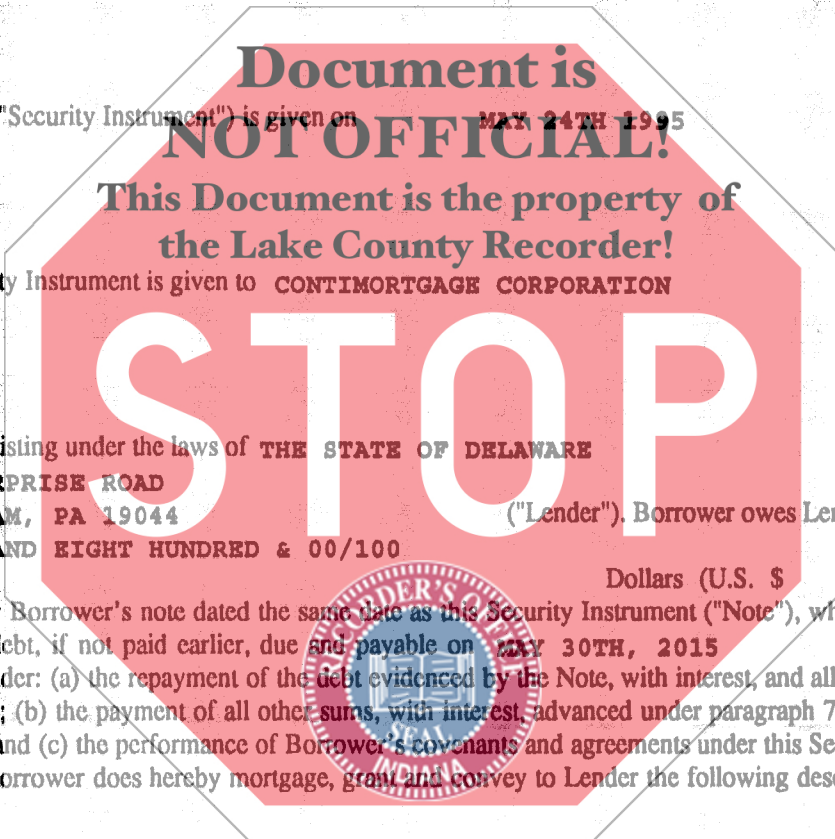 Document is
"Security Instrument") is given on MAY 24TH 1995
NOT OFFICIAL!
This Document is the property of
the Lake County Recorder!
ty Instrument is given to CONTIMORTGAGE CORPORATION
STOP
isting under the laws of THE STATE OF DELAWARE
RPRISE ROAD
M, PA 19044 ("Lender"). Borrower owes Len
AND EIGHT HUNDRED & 00/100
Dollars (U.S. $
RECORDER'S OFFICE
Borrower's note dated the same date as this Security Instrument ("Note"), wh
ebt, if not paid earlier, due and payable on MAY 30TH, 2015
der: (a) the repayment of the debt evidenced by the Note, with interest, and all
; (b) the payment of all other sums, with interest, advanced under paragraph 7
SEAL
nd (c) the performance of Borrower's covenants and agreements under this Se
INDIANA
orrower does hereby mortgage, grant and convey to Lender the following desc